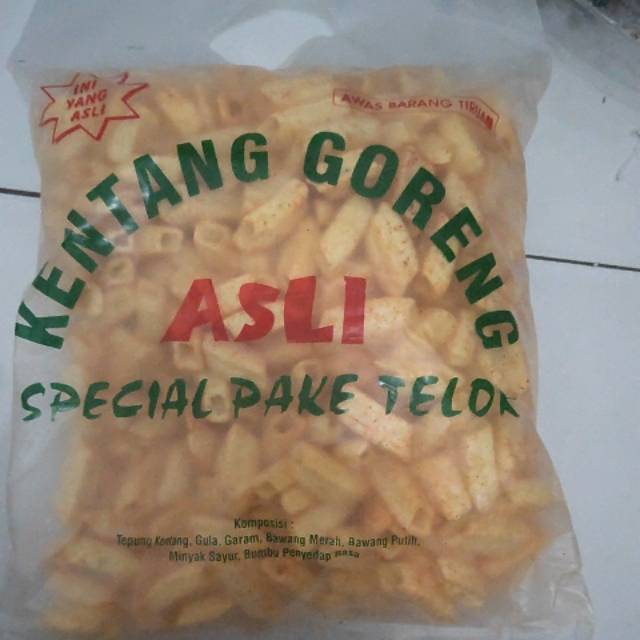 INI
YANG
ASLI
AWAS BARANG TIRUAN
KENTANG GORENG
ASLI
SPECIAL PAKE TELOR
Komposisi :
Tepung Kentang, Gula, Garam, Bawang Merah, Bawang Putih,
Minyak Sayur, Bumbu Penyedap Rasa